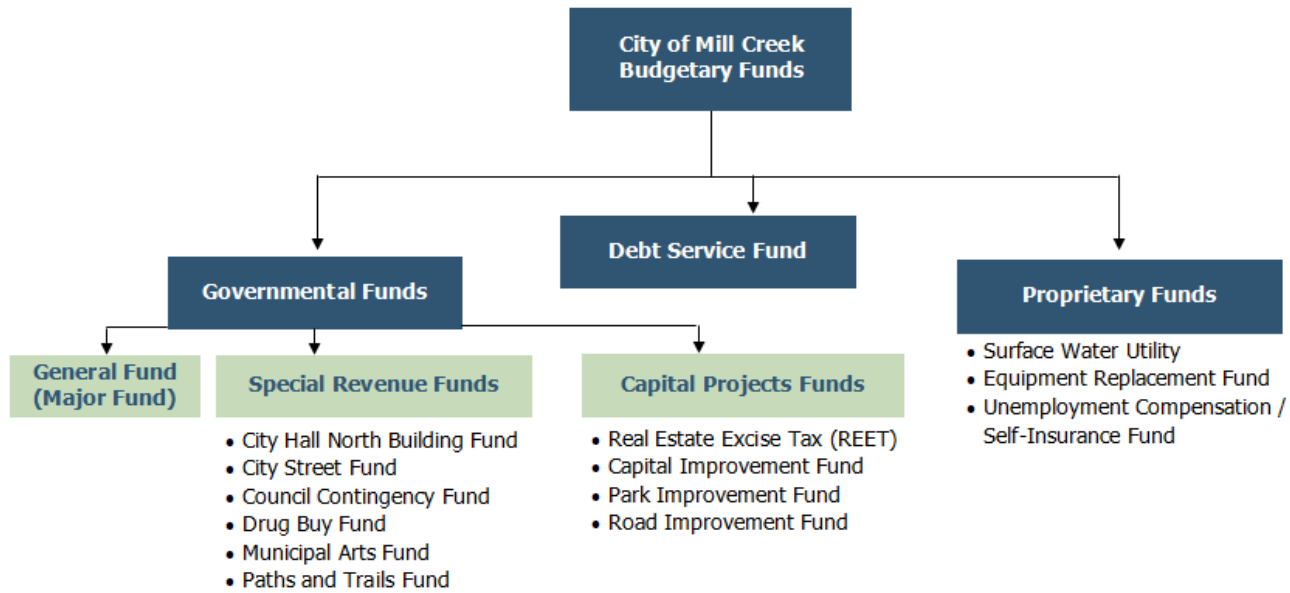 City of Mill Creek
Budgetary Funds
Debt Service Fund
Governmental Funds
Proprietary Funds
• Surface Water Utility
• Equipment Replacement Fund
• Unemployment Compensation /
Self-Insurance Fund
General Fund
(Major Fund)
Special Revenue Funds
• City Hall North Building Fund
• City Street Fund
• Council Contingency Fund
• Drug Buy Fund
• Municipal Arts Fund
• Paths and Trails Fund
Capital Projects Funds
• Real Estate Excise Tax (REET)
• Capital Improvement Fund
• Park Improvement Fund
• Road Improvement Fund